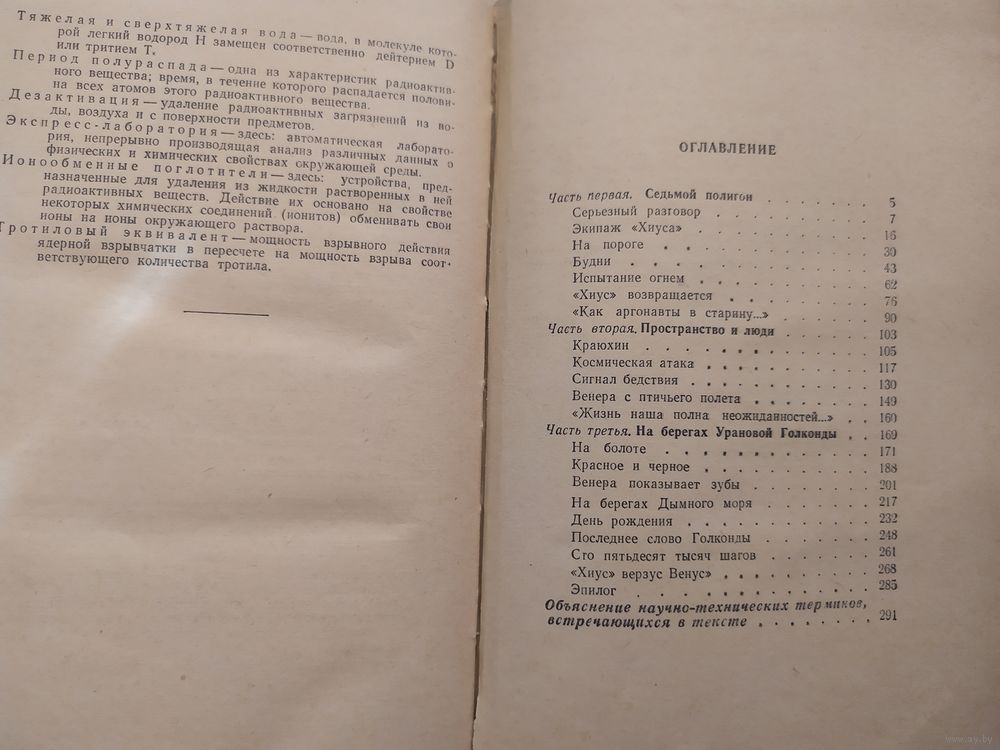 Тяжелая и сверхтяжелая вода — вода, в молекуле кото-
рой легкий водород H замещен соответственно дейтерием D
или тритием T.
Период полураспада — одна из характеристик радиоактив-
ного вещества; время, в течение которого распадается полови-
на всех атомов этого радиоактивного вещества.
Дезактивация — удаление радиоактивных загрязнений из во-
ды, воздуха и с поверхности предметов.
Экспресс-лаборатория — здесь: автоматическая лаборато-
рия, непрерывно производящая анализ различных данных о
физических и химических свойствах окружающей среды.
Ионообменные поглотители — здесь: устройства, пред-
назначенные для удаления из жидкости растворенных в ней
радиоактивных веществ. Действие их основано на свойстве
некоторых химических соединений (ионитов) обменивать свои
ионы на ионы окружающего раствора.
Тротиловый эквивалент — мощность взрывного действия
ядерной взрывчатки в пересчете на мощность взрыва соот-
ветствующего количества тротила.
ОГЛАВЛЕНИЕ
Часть первая. Седьмой полигон . . . . . . . 5
Серьезный разговор . . . . . . . . 7
Экипаж «Хиуса» . . . . . . . . . 16
На пороге . . . . . . . . . . 30
Будни . . . . . . . . . . 43
Испытание огнем . . . . . . . . . 62
«Хиус» возвращается . . . . . . . . 76
«Как аргонавты в старину...» . . . . . . 90
Часть вторая. Пространство и люди . . . . . . 103
Краюхин . . . . . . . . . . 105
Космическая атака . . . . . . . . . 117
Сигнал бедствия . . . . . . . . . 130
Венера с птичьего полета . . . . . . . 149
«Жизнь наша полна неожиданностей...» . . 160
Часть третья. На берегах Урановой Голконды . . 169
На болоте . . . . . . . . . . 171
Красное и черное . . . . . . . . . 188
Венера показывает зубы . . . . . . . 201
На берегах Дымного моря . . . . . . . 217
День рождения . . . . . . . . . 232
Последнее слово Голконды . . . . . . . 248
Сто пятьдесят тысяч шагов . . . . . . 261
«Хиус» верзус Венус» . . . . . . . . 268
Эпилог . . . . . . . . . . 285
Объяснение научно-технических терминов,
встречающихся в тексте . . . . . . . . 291
www.ay.by